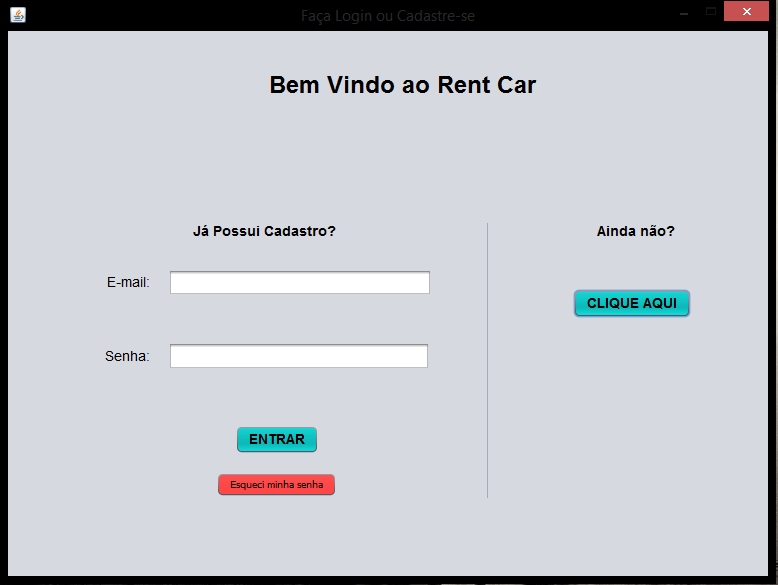 Faça Login ou Cadastre-se
Bem Vindo ao Rent Car
Já Possui Cadastro?
E-mail:
Senha:
ENTRAR
Esqueci minha senha
Ainda não?
CLIQUE AQUI